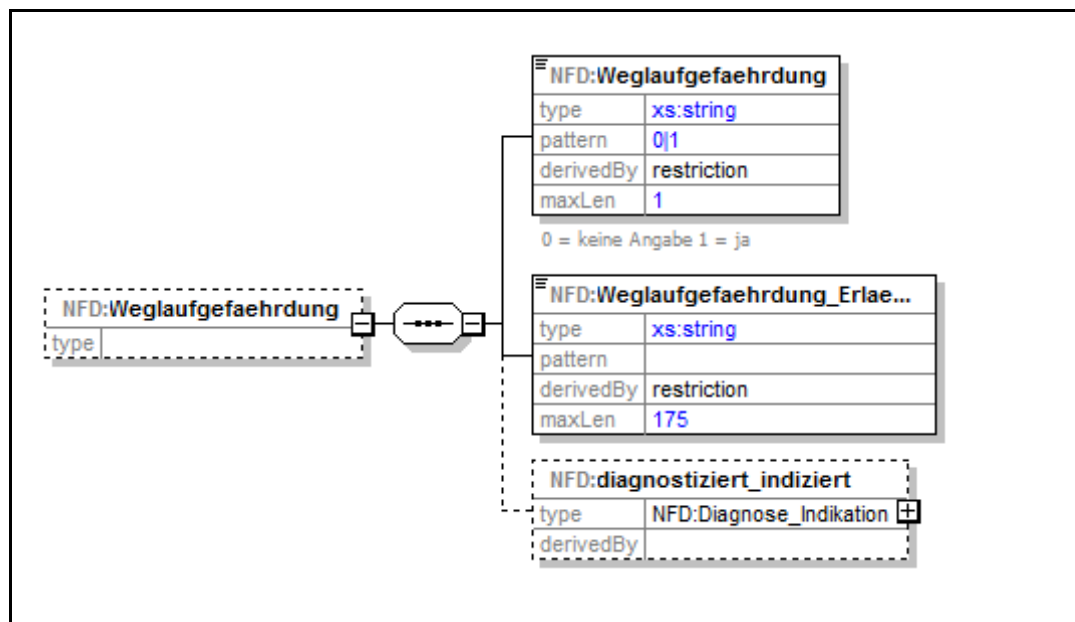 NFD:Weglaufgefaehrdung
type xs:string
pattern 0|1
derivedBy restriction
maxLen 1
0 = keine Angabe 1 = ja
NFD:Weglaufgefaehrdung
type
NFD:Weglaufgefaehrdung_Erlae...
type xs:string
pattern
derivedBy restriction
maxLen 175
NFD:diagnostiziert_indiziert
type NFD:Diagnose_Indikation
derivedBy